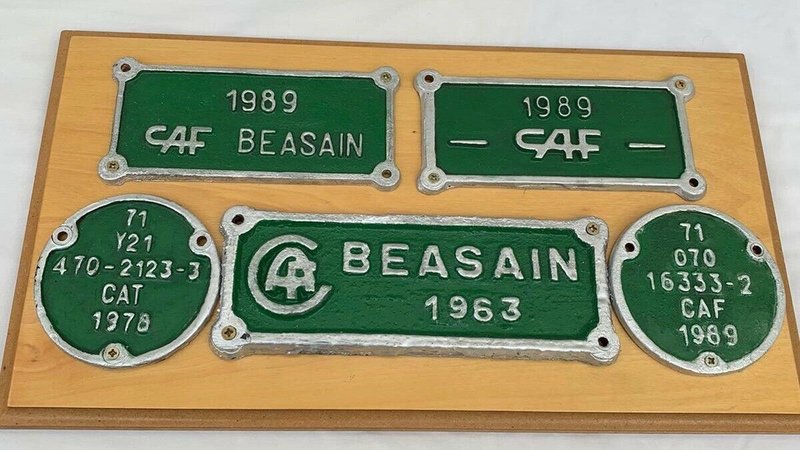 1989
CAF BEASAIN
1989
— CAF —
71
Y21
470-2123-3
CAT
1978
CAF BEASAIN
1963
71
070
16333-2
CAF
1989